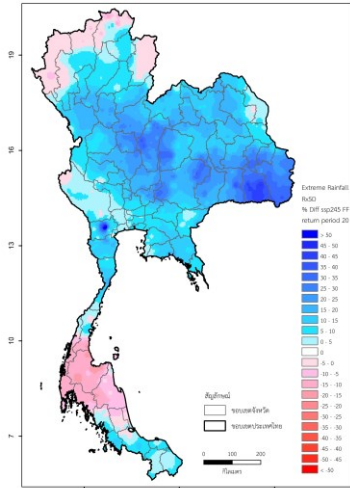 19
16
13
10
7
Extreme Rainfall
Rx5D
% Diff ssp245 FF
return period 20
> 50
45 - 50
40 - 45
35 - 40
30 - 35
25 - 30
20 - 25
15 - 20
10 - 15
5 - 10
0 - 5
0
-5 - 0
-10 - -5
-15 - -10
-20 - -15
-25 - -20
-30 - -25
-35 - -30
-40 - -35
-45 - -40
-50 - -45
< -50
สัญลักษณ์
ขอบเขตจังหวัด
ขอบเขตประเทศไทย
0 100 200
กิโลเมตร